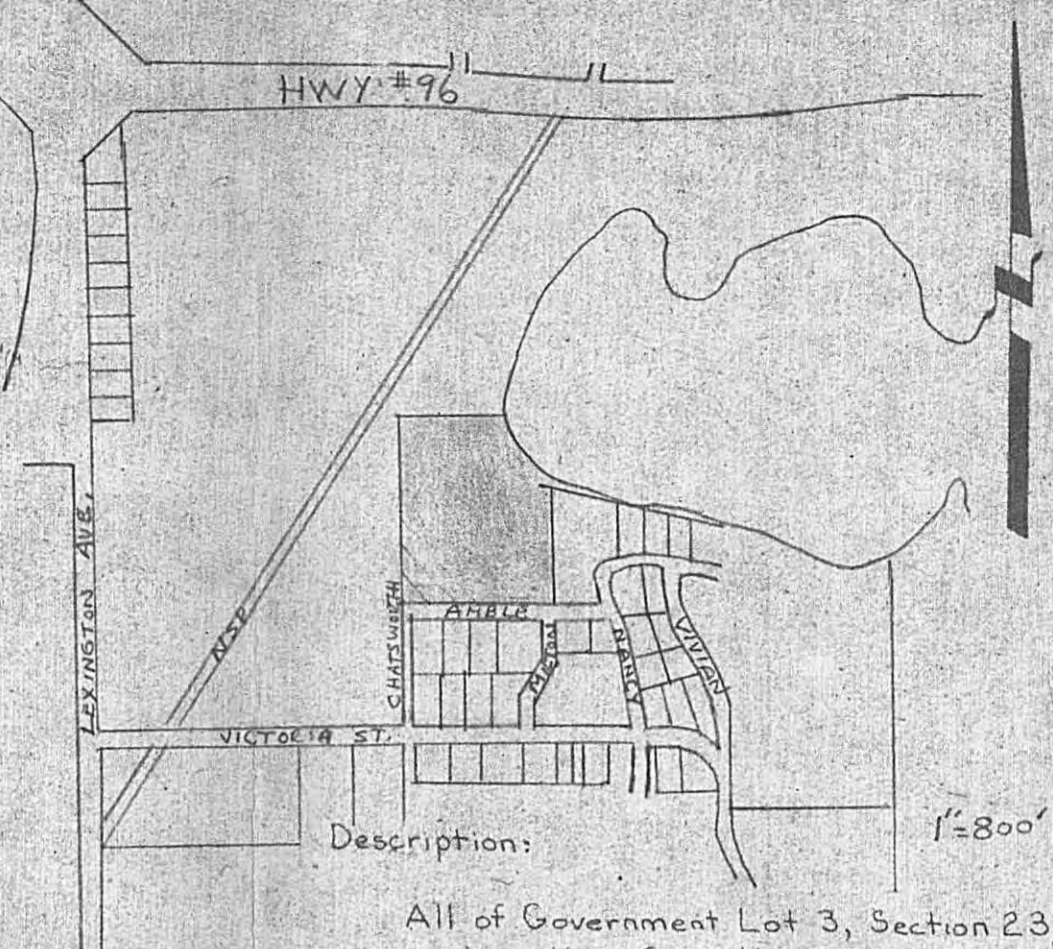 HWY. #96
LEXINGTON AVE.
NSP
CHATSWORTH
AMBLE
MILTON
NANCY
VIVIAN
VICTORIA ST.
Description:
1"=800'
All of Government Lot 3, Section 23